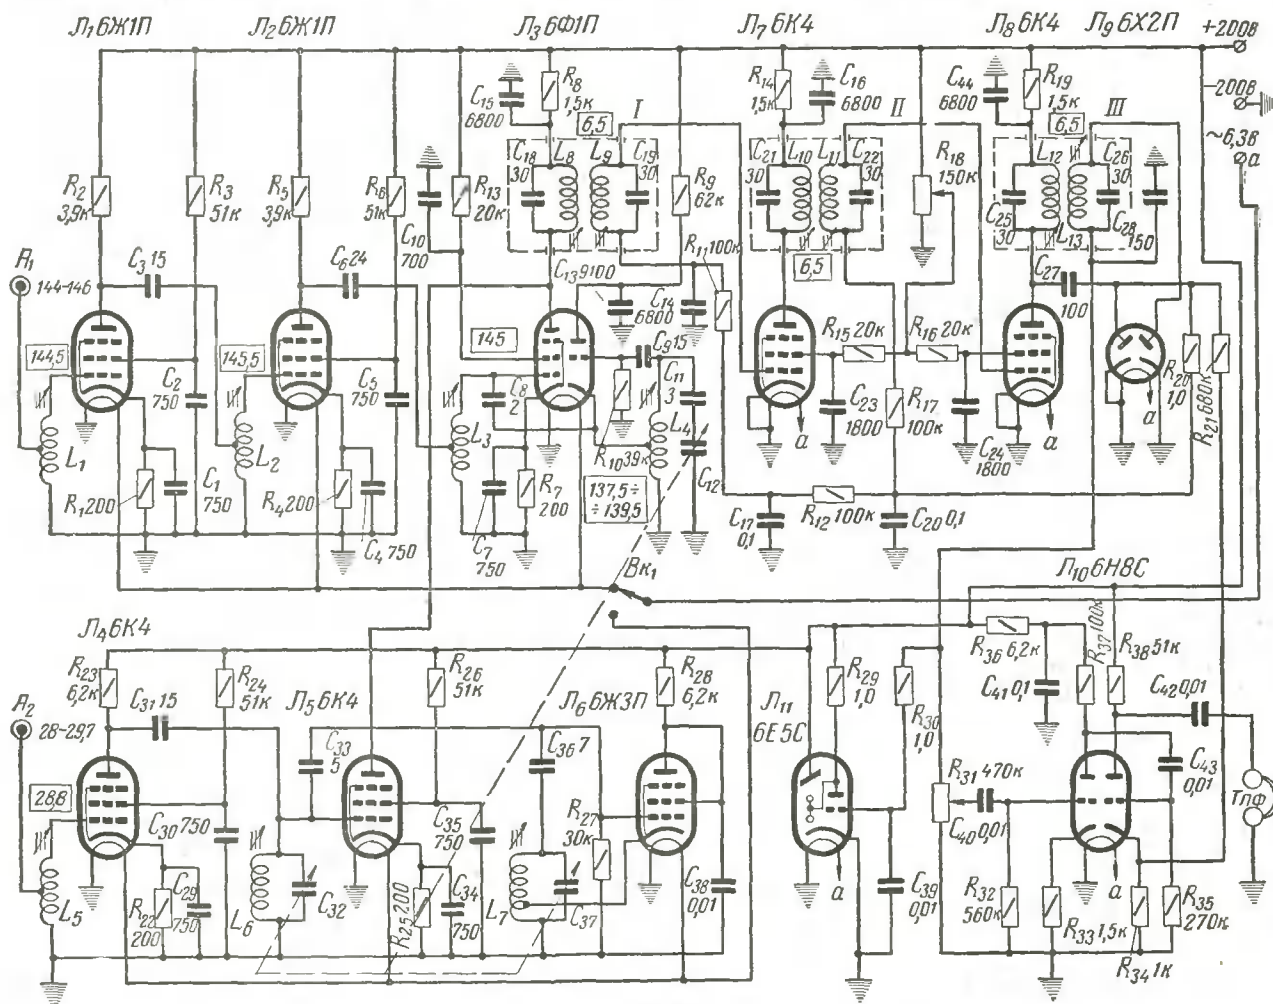 Л₁ 6Ж1П
Л₂ 6Ж1П
Л₃ 6Ф1П
Л₇ 6К4
Л₈ 6К4
Л₉ 6Х2П
+200в
-200в
~6,3в
а
C₁₅ 6800
R₈ 1,5к
6,5
I
R₁₄ 1,5к
C₁₆ 6800
II
C₄₄ 6800
R₁₉ 1,5к
6,5
III
R₂ 3,9к
R₃ 51к
R₅ 3,9к
R₆ 51к
C₁₀ 700
R₁₃ 20к
C₁₈ 30
L₈
L₉
C₁₉ 30
R₉ 62к
C₂₁ 30
L₁₀
L₁₁
C₂₂ 30
R₁₈ 150к
L₁₂
C₂₆ 30
C₂₅ 30
L₁₃
C₂₈ 150
6,5
R₁₁ 100к
А₁
144-146
C₃ 15
C₆ 24
C₁₃ 9100
C₁₄ 6800
C₂₇ 100
144,5
145,5
145
C₉ 15
R₁₅ 20к
R₁₆ 20к
C₂ 750
C₅ 750
C₈ 2
C₁₁ 3
C₂₃ 1800
R₁₇ 100к
C₂₄ 1800
а
а
а
R₂₀ 1,0
R₂₁ 680к
L₁
L₂
L₃
L₄
R₁₀ 39к
R₁ 200
C₁ 750
R₄ 200
C₄ 750
C₇ 750
R₇ 200
137,5÷
÷139,5
C₁₂
C₁₇ 0,1
R₁₂ 100к
C₂₀ 0,1
Вк₁
Л₁₀ 6Н8С
Л₄ 6К4
R₂₃ 6,2к
R₂₄ 51к
R₂₆ 51к
R₂₈ 6,2к
R₂₉ 1,0
R₃₆ 6,2к
R₃₇ 100к
R₃₈ 51к
C₄₁ 0,1
C₄₂ 0,01
А₂
28-29,7
C₃₁ 15
Л₅ 6К4
Л₆ 6Ж3П
Л₁₁ 6Е5С
R₃₀ 1,0
C₃₃ 5
C₃₆ 7
R₃₁ 470к
C₄₃ 0,01
Тлф
28,8
C₃₀ 750
C₃₅ 750
R₂₇ 30к
C₄₀ 0,01
L₅
R₂₂ 200
C₂₉ 750
L₆
C₃₂
R₂₅ 200
C₃₄ 750
L₇
C₃₇
C₃₈ 0,01
а
C₃₉ 0,01
R₃₂ 560к
R₃₃ 1,5к
а
R₃₄ 1к
R₃₅ 270к